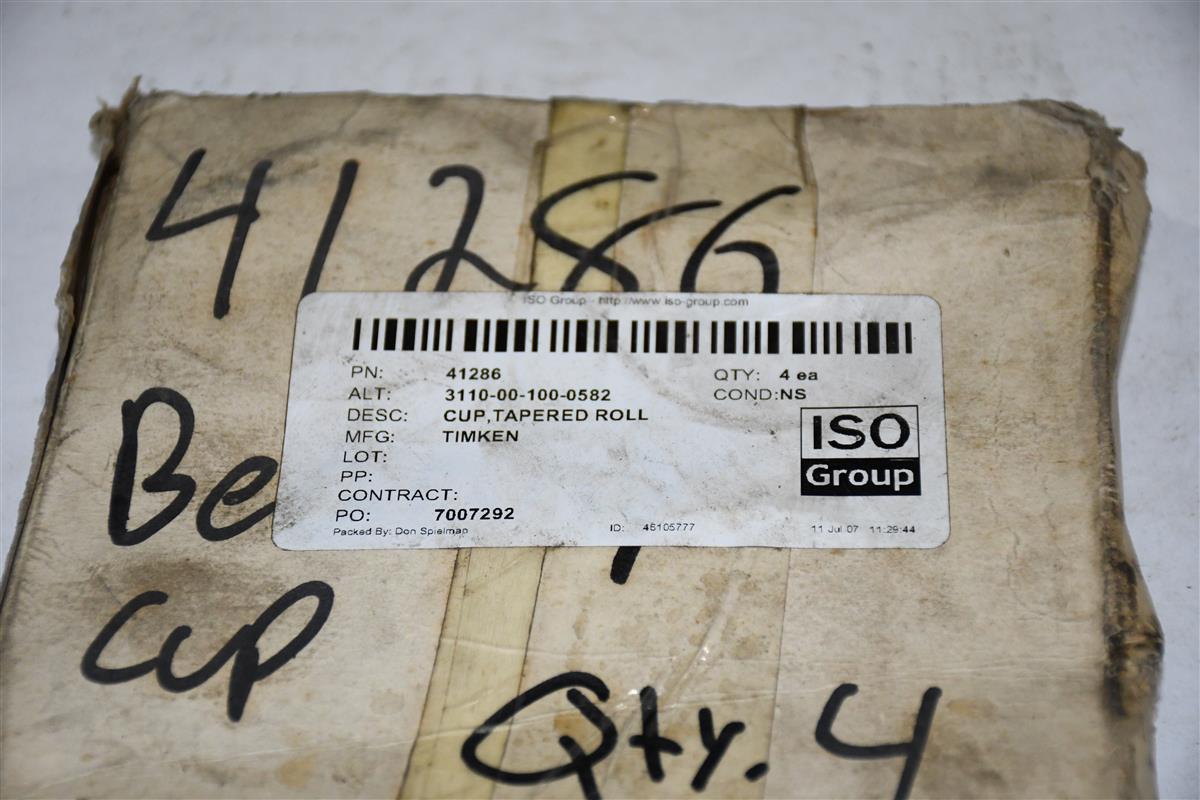 41286
ISO Group - http://www.iso-group.com
PN: 41286 QTY: 4 ea
ALT: 3110-00-100-0582 COND:NS
DESC: CUP,TAPERED ROLL
MFG: TIMKEN
LOT:
PP:
CONTRACT:
PO: 7007292
ISO
Group
Packed By: Don Spielman ID: 46105777 11 Jul 07 11:29:44
Be
CUP
Qty. 4